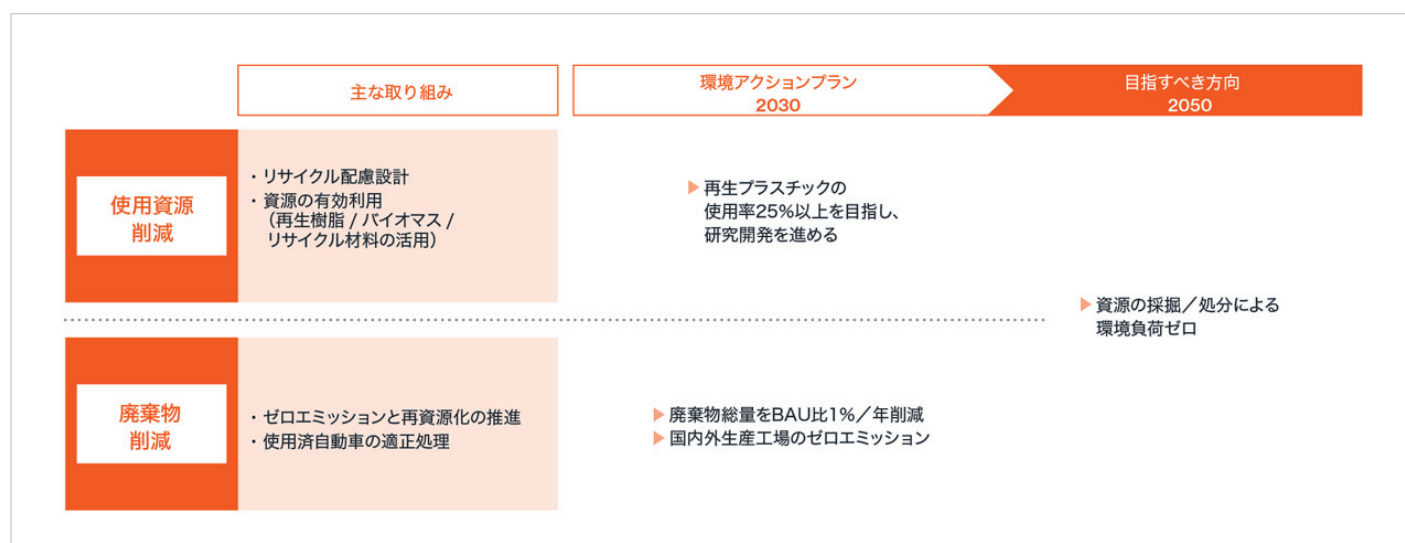 主な取り組み
環境アクションプラン
2030
目指すべき方向
2050
使用資源
削減
・リサイクル配慮設計
・資源の有効利用
（再生樹脂 / バイオマス /
リサイクル材料の活用）
▶再生プラスチックの
使用率25%以上を目指し、
研究開発を進める
▶資源の採掘／処分による
環境負荷ゼロ
廃棄物
削減
・ゼロエミッションと再資源化の推進
・使用済自動車の適正処理
▶廃棄物総量をBAU比1%／年削減
▶国内外生産工場のゼロエミッション